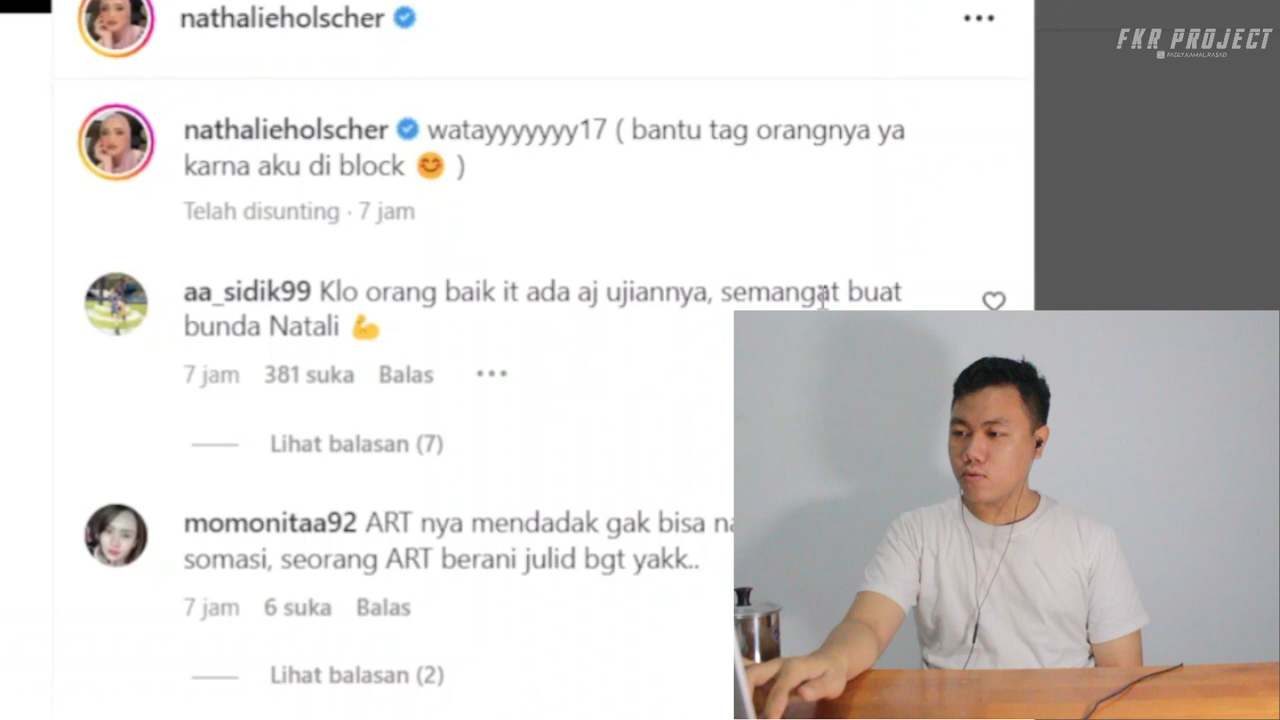 nathalieholscher
FKR PROJECT
FADLY.KAMAL.RASAD
nathalieholscher watayyyyyyy17 ( bantu tag orangnya ya
karna aku di block 😊 )
Telah disunting · 7 jam
aa_sidik99 Klo orang baik it ada aj ujiannya, semangat buat
bunda Natali 💪
7 jam 381 suka Balas
Lihat balasan (7)
momonitaa92 ART nya mendadak gak bisa
somasi, seorang ART berani julid bgt yakk..
7 jam 6 suka Balas
Lihat balasan (2)